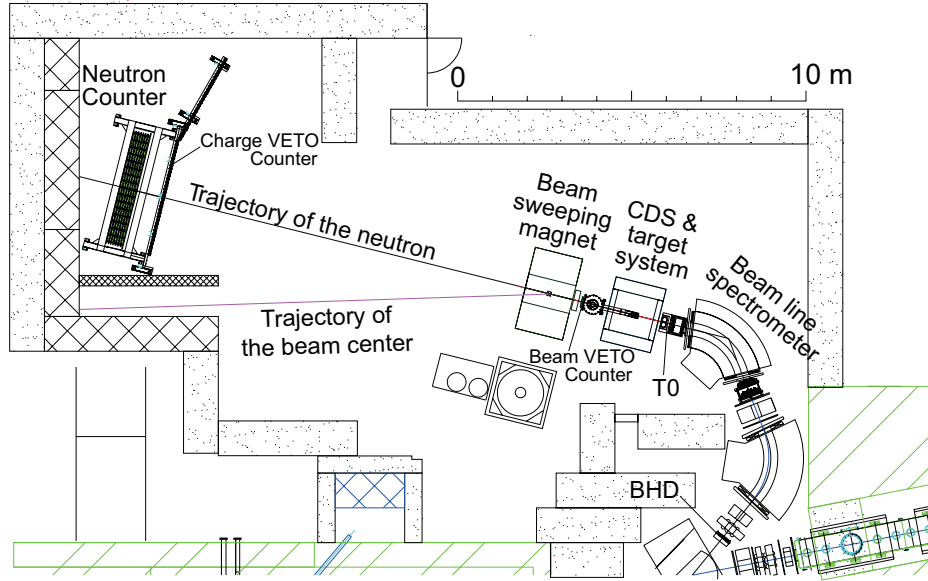 Neutron
Counter
0
10 m
Charge VETO
Counter
Trajectory of the neutron
Beam
sweeping
magnet
CDS &
target
system
Beam line
spectrometer
Trajectory of
the beam center
Beam VETO
Counter
T0
BHD